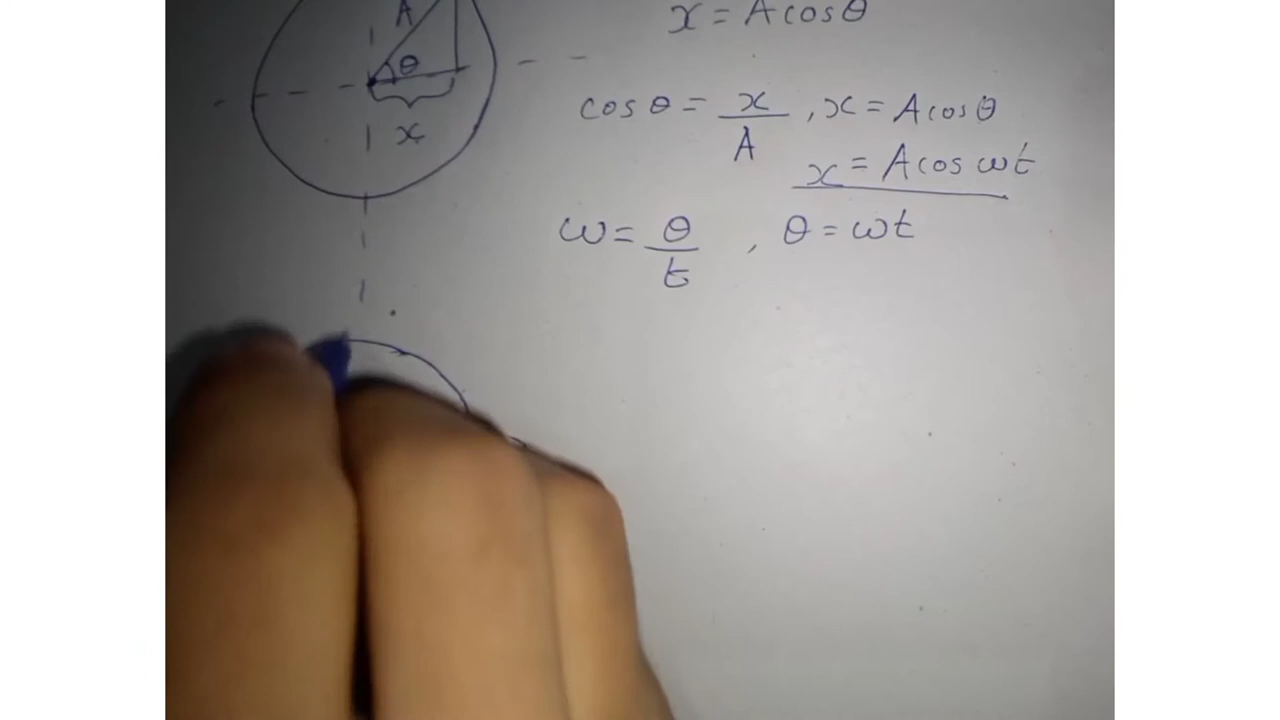 A
x = A cos θ
θ
cos θ = x/A , x = A cos θ
x
x = A cos ωt
ω = θ/t , θ = ωt